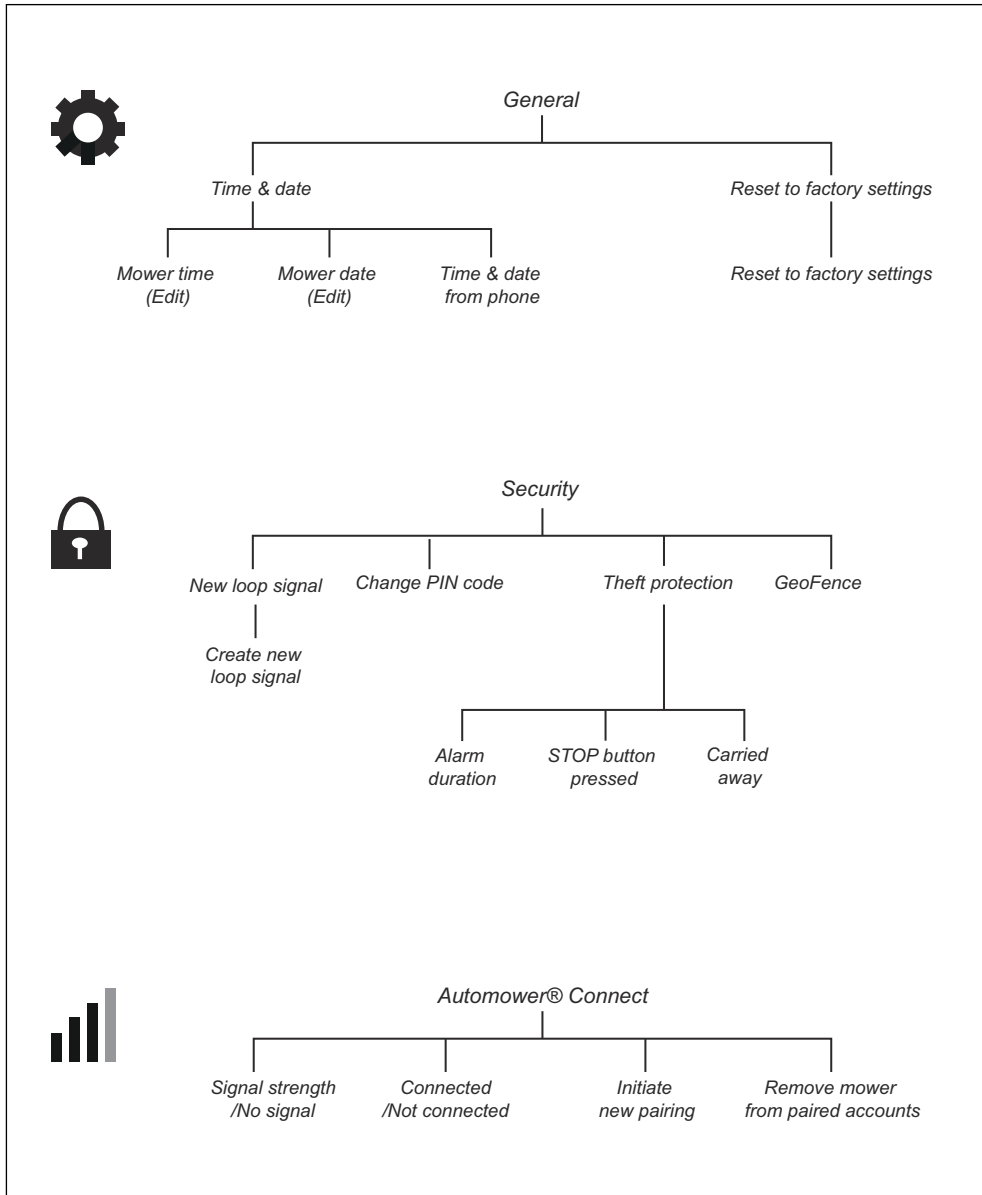 General
Time & date
Reset to factory settings
Mower time
(Edit)
Mower date
(Edit)
Time & date
from phone
Reset to factory settings
Security
New loop signal
Change PIN code
Theft protection
GeoFence
Create new
loop signal
Alarm
duration
STOP button
pressed
Carried
away
Automower® Connect
Signal strength
/No signal
Connected
/Not connected
Initiate
new pairing
Remove mower
from paired accounts